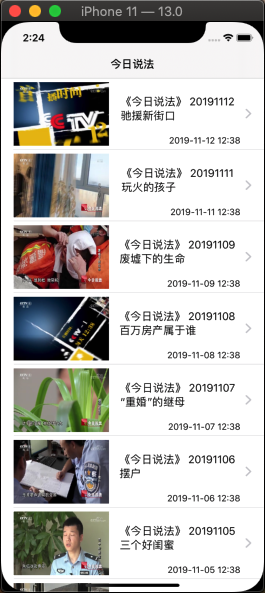 iPhone 11 — 13.0
2:24
今日说法
《今日说法》 20191112
驰援新街口
2019-11-12 12:38
《今日说法》 20191111
玩火的孩子
2019-11-11 12:38
《今日说法》 20191109
废墟下的生命
2019-11-09 12:38
《今日说法》 20191108
百万房产属于谁
2019-11-08 12:38
《今日说法》 20191107
“重婚”的继母
2019-11-07 12:38
《今日说法》 20191106
摆户
2019-11-06 12:38
《今日说法》 20191105
三个好闺蜜
2019-11-05 12:38